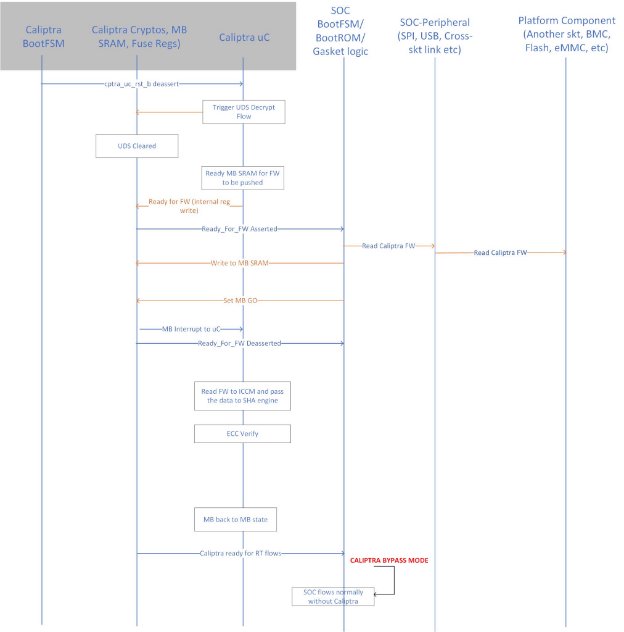 Caliptra
BootFSM
Caliptra Cryptos, MB
SRAM, Fuse Regs)
Caliptra uC
SOC
BootFSM/
BootROM/
Gasket logic
SOC-Peripheral
(SPI, USB, Cross-
skt link etc)
Platform Component
(Another skt, BMC,
Flash, eMMC, etc)
cptra_uc_rst_b deassert
Trigger UDS Decrypt
Flow
UDS Cleared
Ready MB SRAM for FW
to be pushed
Ready for FW (internal reg
write)
Ready_For_FW Asserted
Read Caliptra FW
Read Caliptra FW
Write to MB SRAM
Set MB GO
MB Interrupt to uC
Ready_For_FW Deasserted
Read FW to ICCM and pass
the data to SHA engine
ECC Verify
MB back to MB state
Caliptra ready for RT flows
CALIPTRA BYPASS MODE
SOC flows normally
without Caliptra